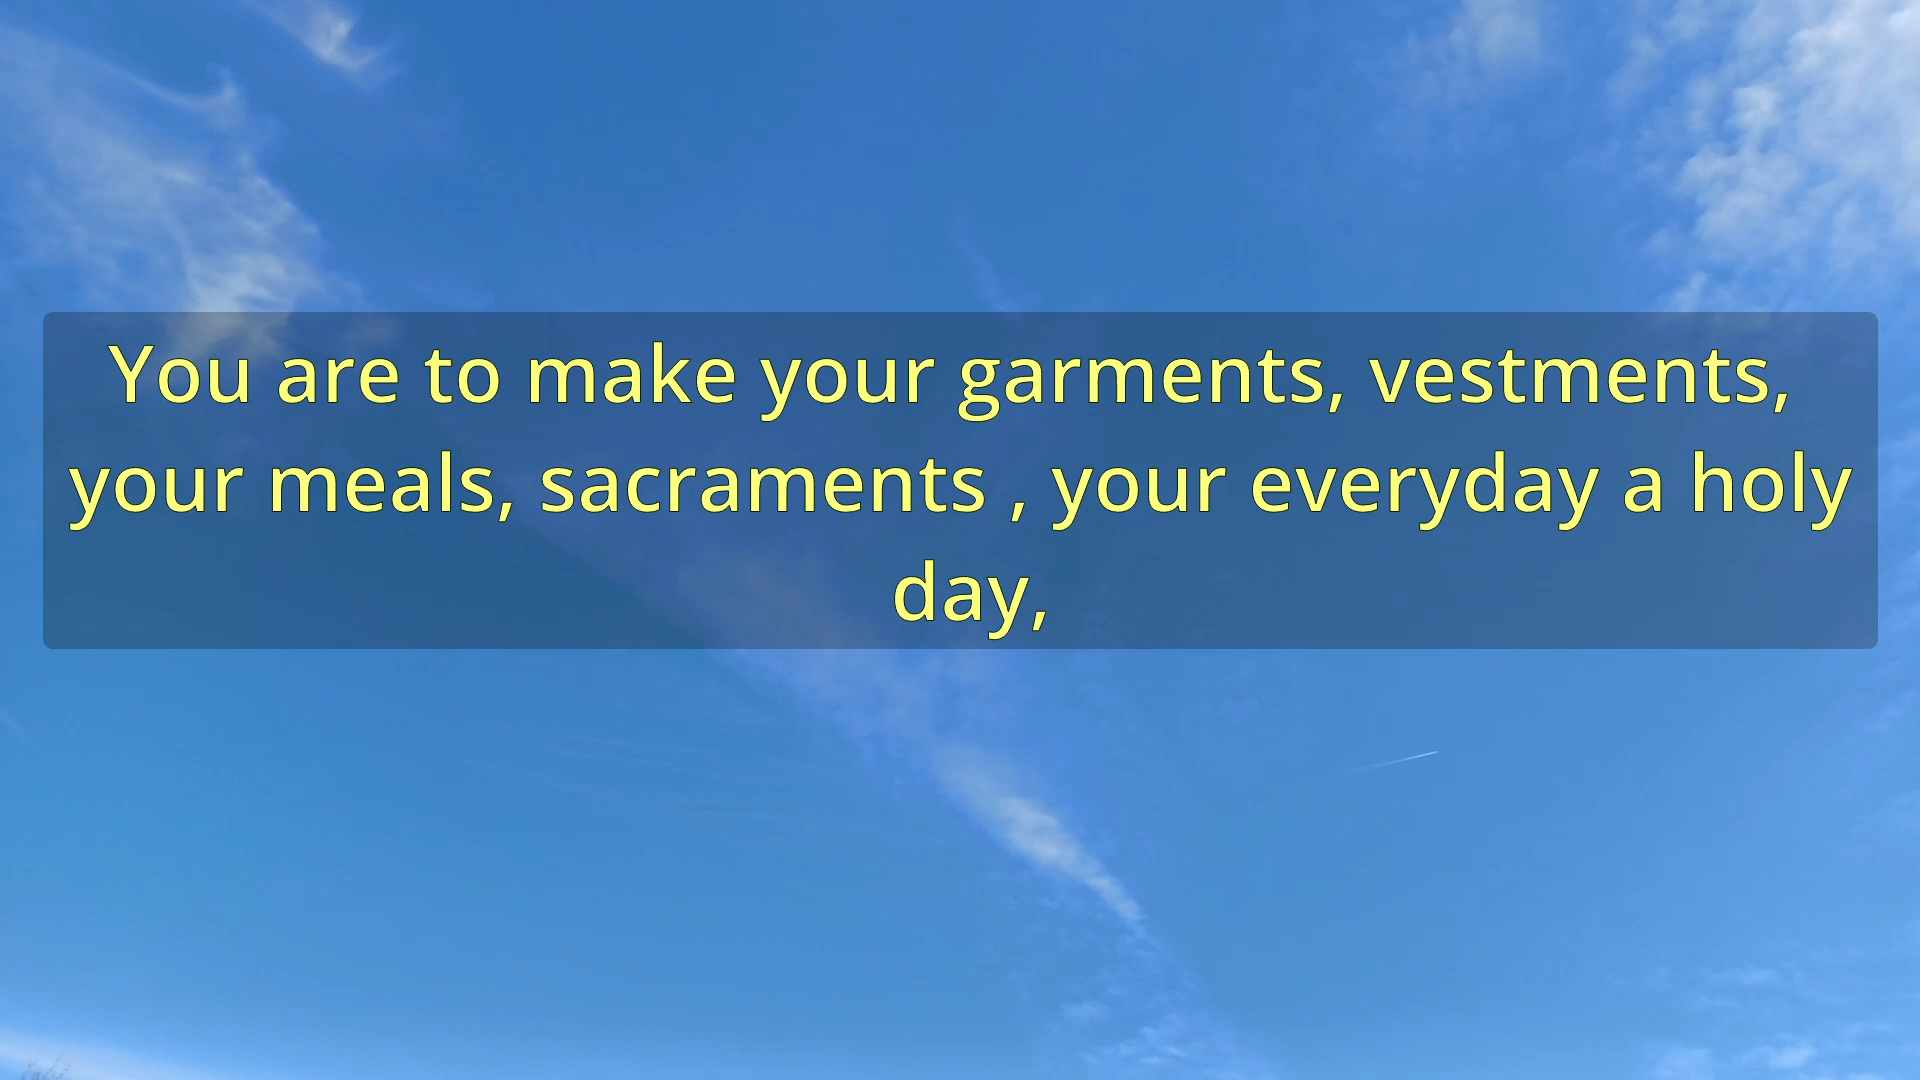 You are to make your garments, vestments,
your meals, sacraments , your everyday a holy
day,